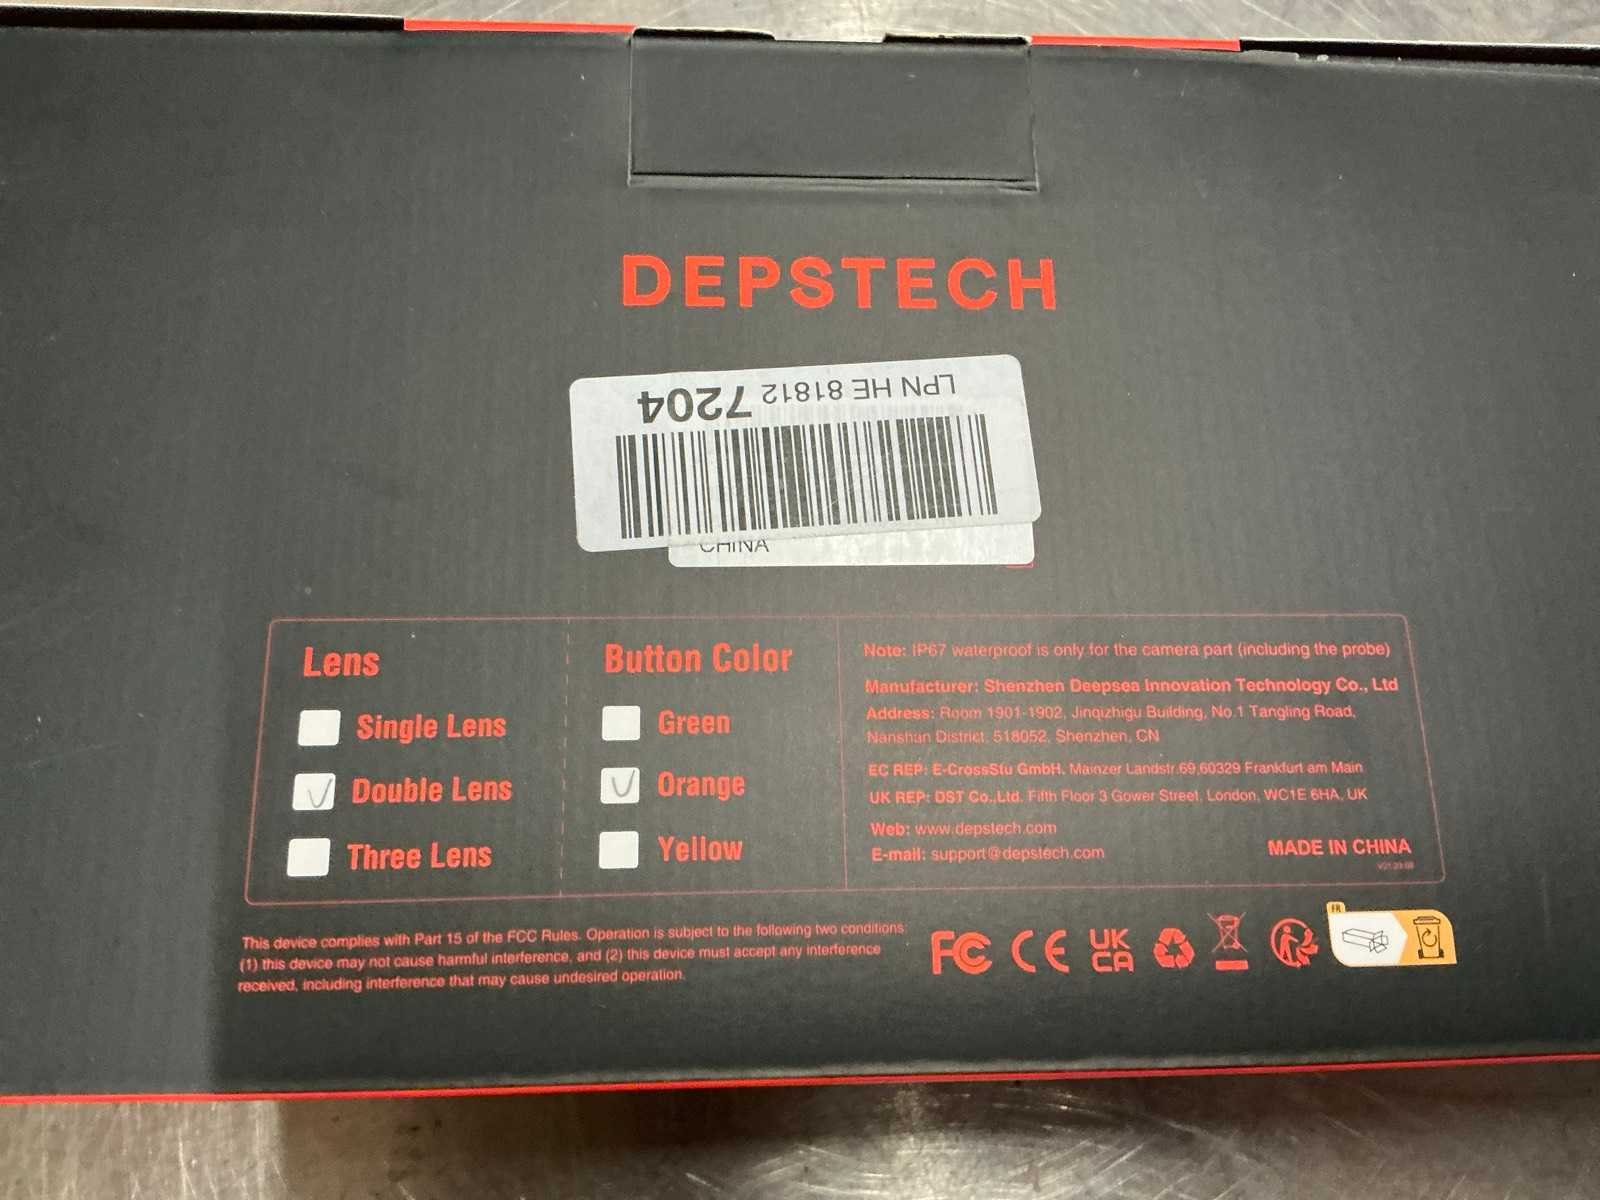 DEPSTECH
LPN HE 81812 7204
CHINA
Lens
Single Lens
Double Lens
Three Lens
Button Color
Green
Orange
Yellow
Note: IP67 waterproof is only for the camera part (including the probe)
Manufacturer: Shenzhen Deepsea Innovation Technology Co., Ltd
Address: Room 1901-1902, Jinqizhigu Building, No.1 Tangling Road,
Nanshan District, 518052, Shenzhen, CN
EC REP: E-CrossStu GmbH. Mainzer Landstr.69,60329 Frankfurt am Main
UK REP: DST Co.,Ltd. Fifth Floor 3 Gower Street, London, WC1E 6HA, UK
Web: www.depstech.com
E-mail: support@depstech.com
MADE IN CHINA
This device complies with Part 15 of the FCC Rules. Operation is subject to the following two conditions:
(1) this device may not cause harmful interference, and (2) this device must accept any interference
received, including interference that may cause undesired operation.
FC CE UK
CA
FR